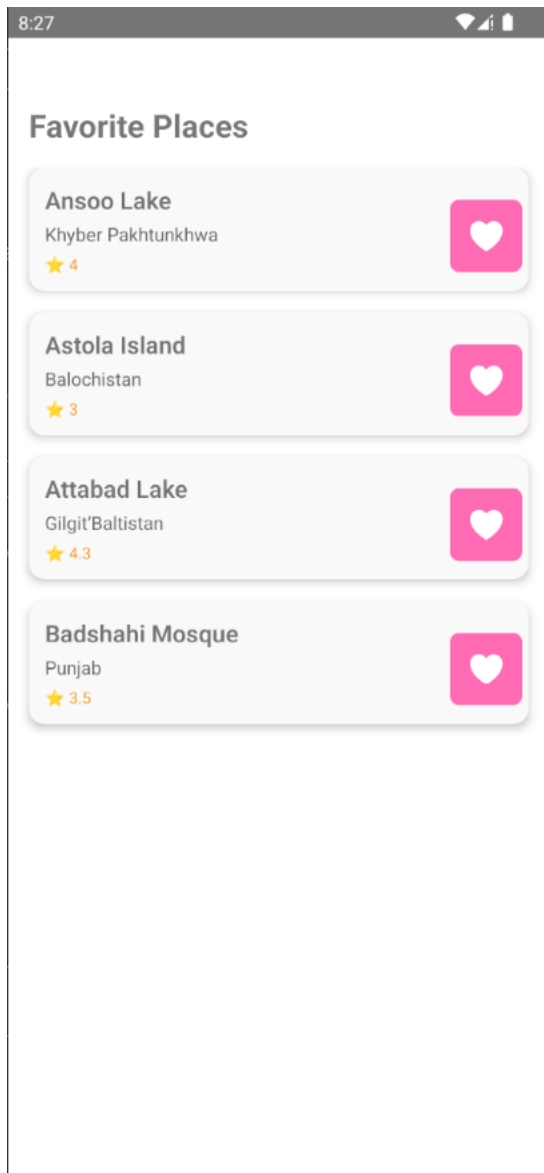 8:27
Favorite Places
Ansoo Lake
Khyber Pakhtunkhwa
⭐ 4
Astola Island
Balochistan
⭐ 3
Attabad Lake
Gilgit’Baltistan
⭐ 4.3
Badshahi Mosque
Punjab
⭐ 3.5